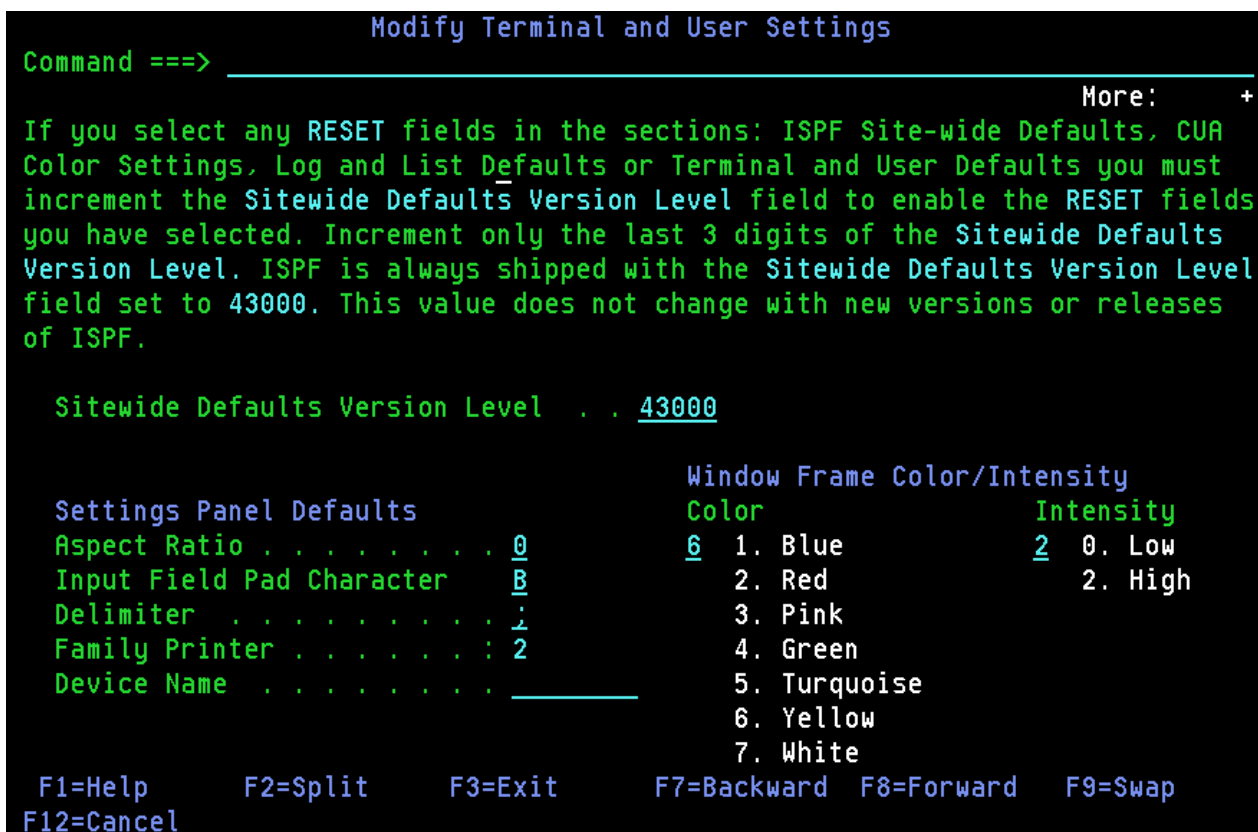 Modify Terminal and User Settings
Command ===>
More:     +
If you select any RESET fields in the sections: ISPF Site-wide Defaults, CUA
Color Settings, Log and List Defaults or Terminal and User Defaults you must
increment the Sitewide Defaults Version Level field to enable the RESET fields
you have selected. Increment only the last 3 digits of the Sitewide Defaults
Version Level. ISPF is always shipped with the Sitewide Defaults Version Level
field set to 43000. This value does not change with new versions or releases
of ISPF.
Sitewide Defaults Version Level  . . 43000
Window Frame Color/Intensity
Settings Panel Defaults                 Color                 Intensity
Aspect Ratio . . . . . . . . 0          6  1. Blue            2  0. Low
Input Field Pad Character    B             2. Red                2. High
Delimiter  . . . . . . . . . ;             3. Pink
Family Printer . . . . . . : 2             4. Green
Device Name  . . . . . . . .               5. Turquoise
6. Yellow
7. White
F1=Help      F2=Split     F3=Exit      F7=Backward  F8=Forward   F9=Swap
F12=Cancel